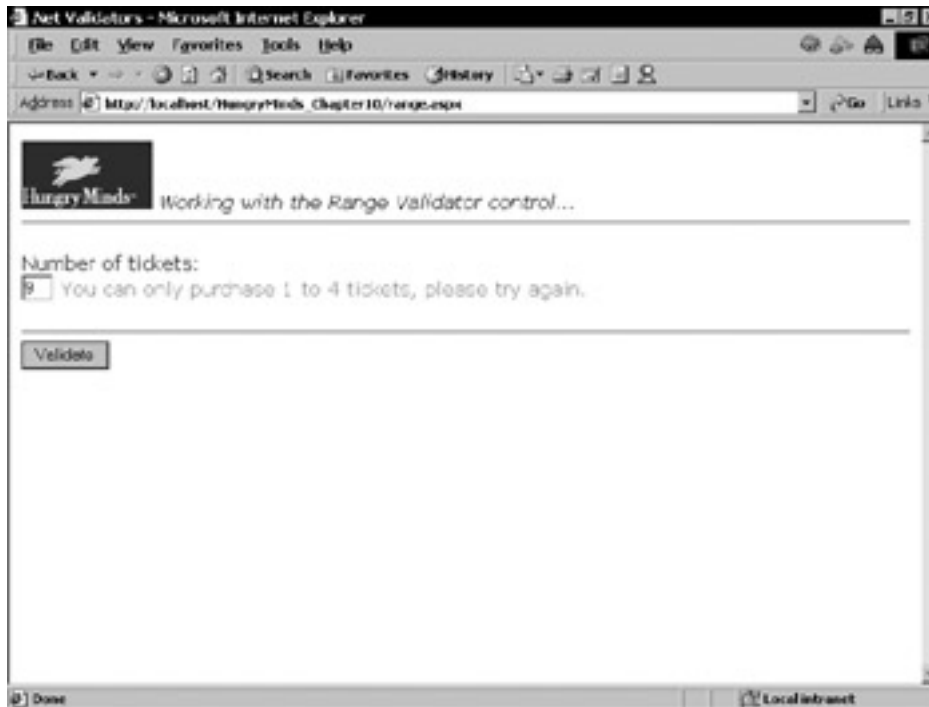 .Net Validators - Microsoft Internet Explorer
File Edit View Favorites Tools Help
Back Search Favorites History
Address http://localhost/HungryMinds_Chapter10/range.aspx Go Links
Hungry Minds Working with the Range Validator control...
Number of tickets:
9 You can only purchase 1 to 4 tickets, please try again.
Validate
Done Local intranet